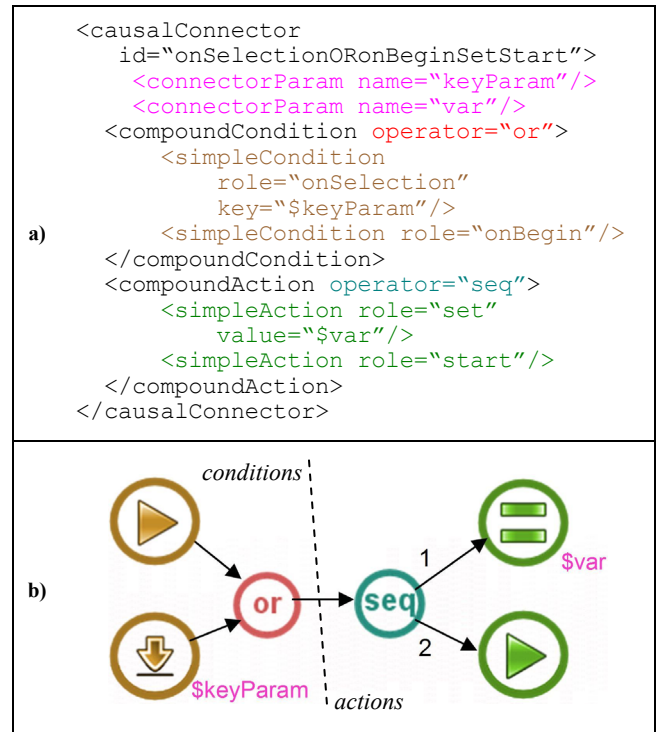 <causalConnector
id=“onSelectionORonBeginSetStart”>
<connectorParam name=“keyParam”/>
<connectorParam name=“var”/>
<compoundCondition operator=“or”>
<simpleCondition
role=“onSelection”
key=“$keyParam”/>
a)
<simpleCondition role=“onBegin”/>
</compoundCondition>
<compoundAction operator=“seq”>
<simpleAction role=“set”
value=“$var”/>
<simpleAction role=“start”/>
</compoundAction>
</causalConnector>
conditions
1
$var
b)
or
seq
2
$keyParam
actions